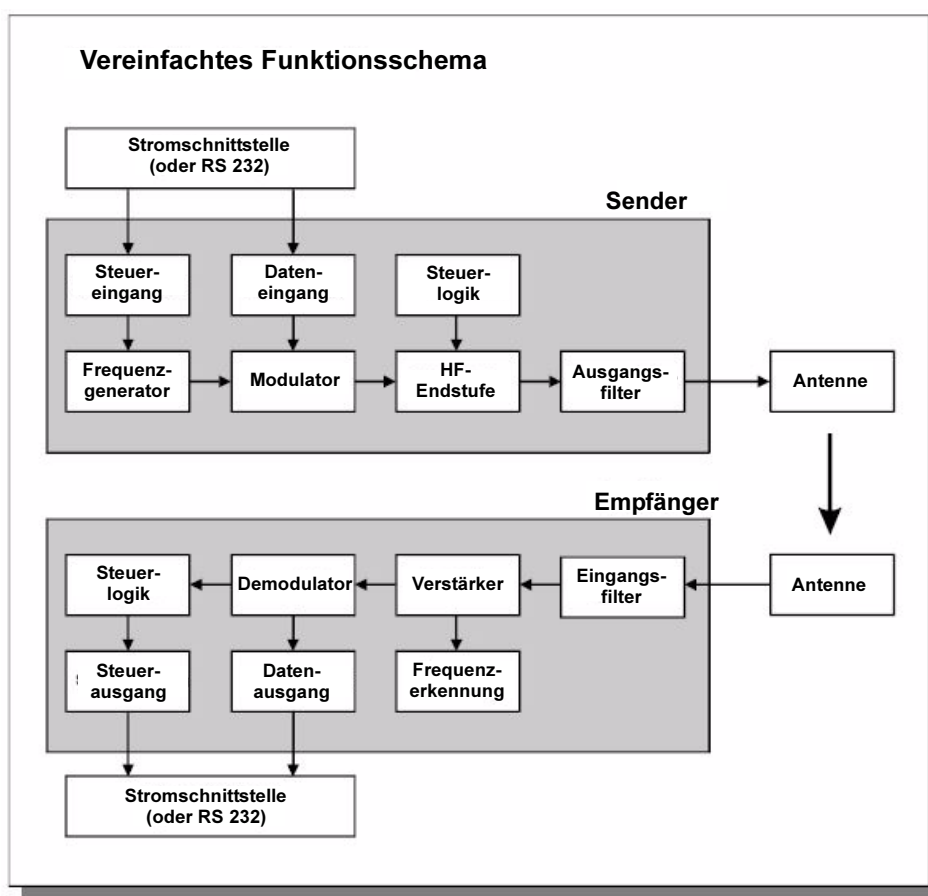 Vereinfachtes Funktionsschema
Stromschnittstelle
(oder RS 232)
Sender
Steuer-
eingang
Daten-
eingang
Steuer-
logik
Frequenz-
generator
Modulator
HF-
Endstufe
Ausgangs-
filter
Antenne
Empfänger
Steuer-
logik
Demodulator
Verstärker
Eingangs-
filter
Antenne
Steuer-
ausgang
Daten-
ausgang
Frequenz-
erkennung
Stromschnittstelle
(oder RS 232)